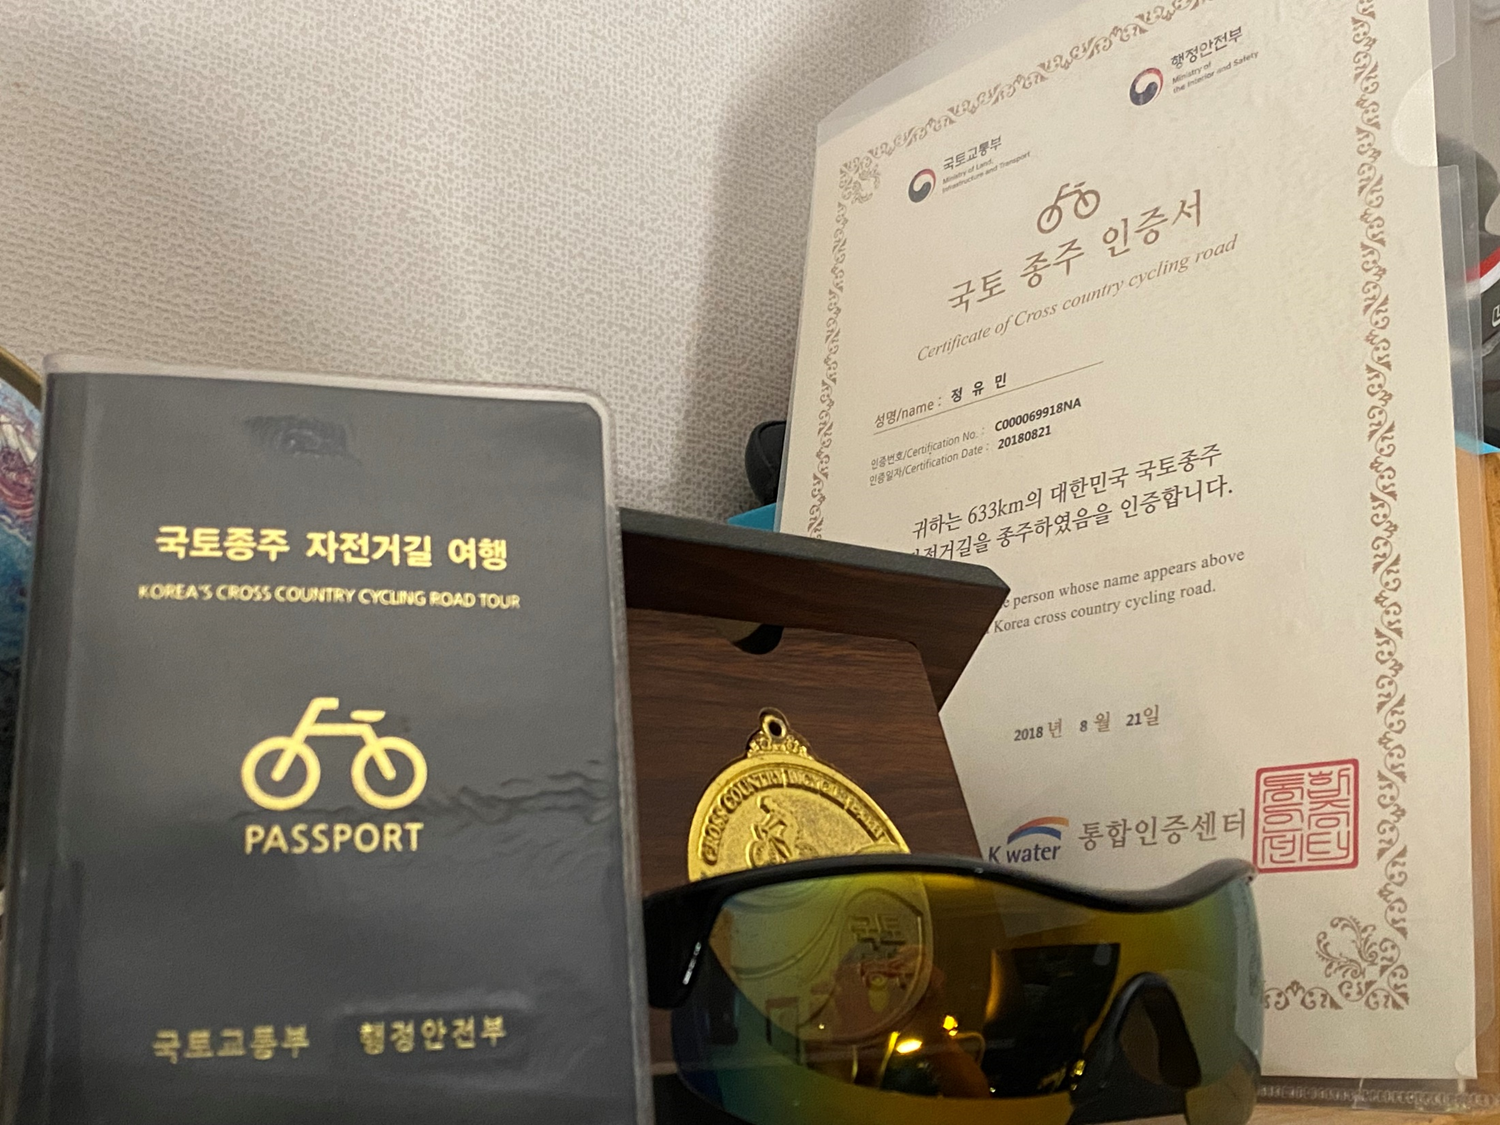 국토종주 자전거길 여행
KOREA'S CROSS COUNTRY CYCLING ROAD TOUR
PASSPORT
국토교통부 행정안전부
CROSS COUNTRY
국토
행정안전부
Ministry of
the Interior and Safety
국토교통부
Ministry of Land,
Infrastructure and Transport
국토 종주 인증서
Certificate of Cross country cycling road
성명/name : 정 유 민
인증번호/Certification No. : C000069918NA
인증일자/Certification Date : 20180821
귀하는 633km의 대한민국 국토종주
자전거길을 종주하였음을 인증합니다.
person whose name appears above
Korea cross country cycling road.
2018 년 8 월 21일
K water 통합인증센터